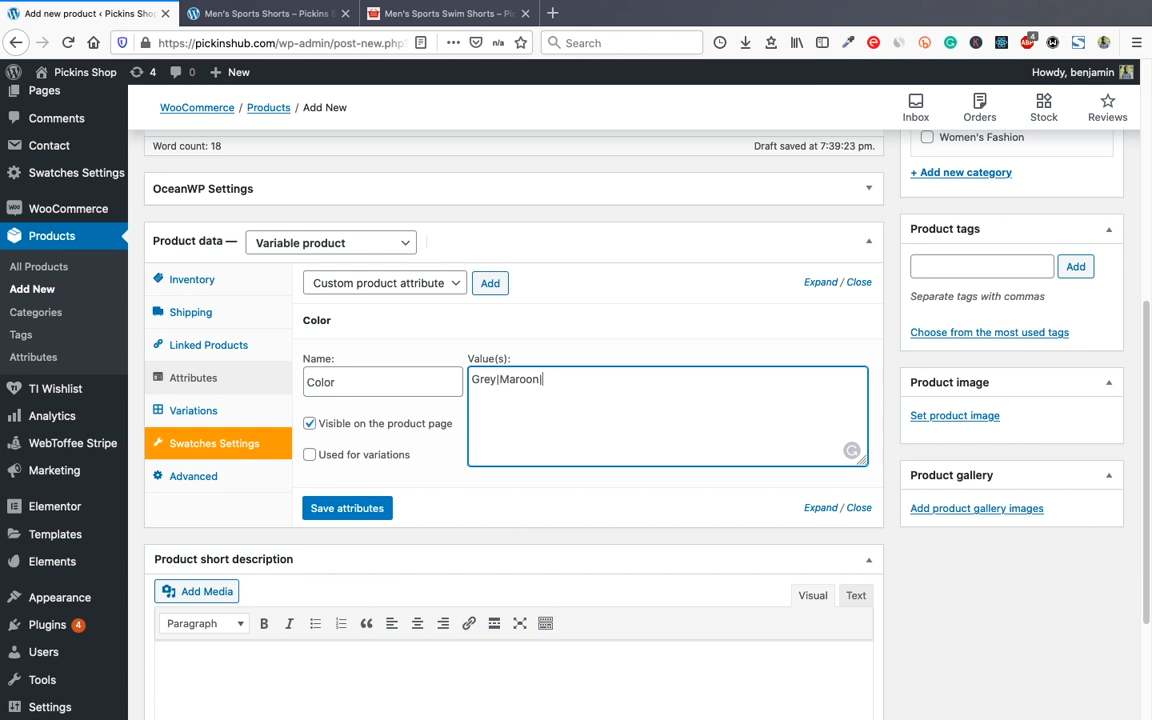 Add new product ‹ Pickins Shop
Men's Sports Shorts – Pickins S
Men's Sports Swim Shorts – Pic
https://pickinshub.com/wp-admin/post-new.php?
n/a
Search
4
Pickins Shop
4
0
New
Howdy, benjamin
Pages
Comments
Contact
Swatches Settings
WooCommerce
Products
All Products
Add New
Categories
Tags
Attributes
TI Wishlist
Analytics
WebToffee Stripe
Marketing
Elementor
Templates
Elements
Appearance
Plugins 4
Users
Tools
Settings
WooCommerce / Products / Add New
Inbox
Orders
Stock
Reviews
Word count: 18
Draft saved at 7:39:23 pm.
OceanWP Settings
Product data —
Variable product
Inventory
Shipping
Linked Products
Attributes
Variations
Swatches Settings
Advanced
Custom product attribute
Add
Expand / Close
Color
Name:
Value(s):
Color
Grey|Maroon|
Visible on the product page
Used for variations
Save attributes
Expand / Close
Product short description
Add Media
Visual
Text
Paragraph
Women's Fashion
+ Add new category
Product tags
Add
Separate tags with commas
Choose from the most used tags
Product image
Set product image
Product gallery
Add product gallery images